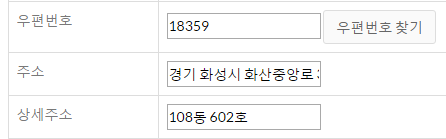 우편번호 18359 우편번호 찾기
주소 경기 화성시 화산중앙로
상세주소 108동 602호